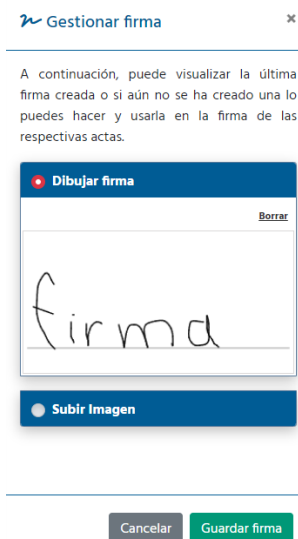 Gestionar firma ×
A continuación, puede visualizar la última
firma creada o si aún no se ha creado una lo
puedes hacer y usarla en la firma de las
respectivas actas.
Dibujar firma
Borrar
firma
Subir Imagen
Cancelar Guardar firma